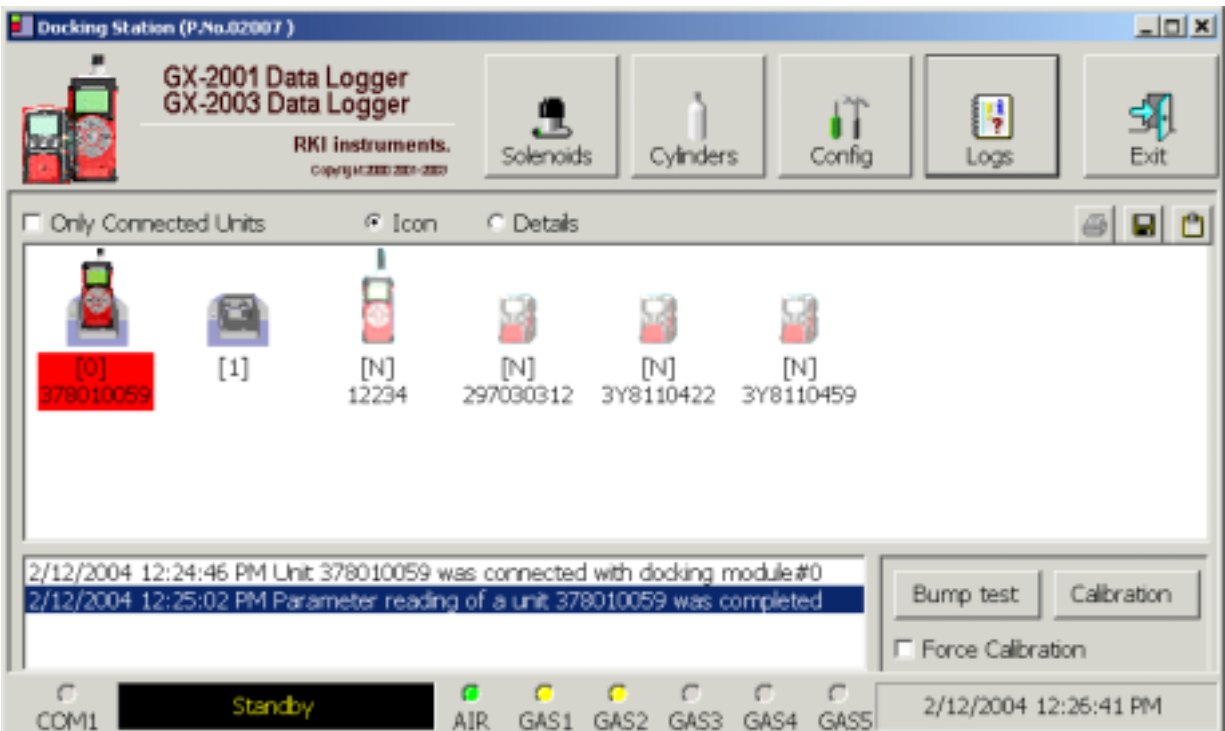 Docking Station (P.No.02007 )
GX-2001 Data Logger
GX-2003 Data Logger
RKI instruments.
Copyright 2000 2001-2003
Solenoids
Cylinders
Config
Logs
Exit
Only Connected Units
Icon
Details
[0]
378010059
[1]
[N]
12234
[N]
297030312
[N]
3Y8110422
[N]
3Y8110459
2/12/2004 12:24:46 PM Unit 378010059 was connected with docking module#0
2/12/2004 12:25:02 PM Parameter reading of a unit 378010059 was completed
Bump test
Calibration
Force Calibration
COM1
Standby
AIR
GAS1
GAS2
GAS3
GAS4
GAS5
2/12/2004 12:26:41 PM